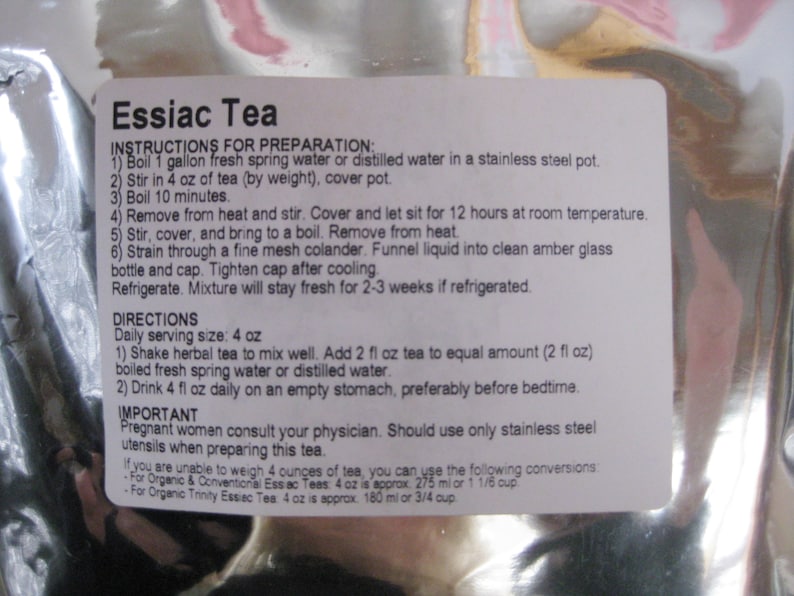 Essiac Tea
INSTRUCTIONS FOR PREPARATION:
1) Boil 1 gallon fresh spring water or distilled water in a stainless steel pot.
2) Stir in 4 oz of tea (by weight), cover pot.
3) Boil 10 minutes.
4) Remove from heat and stir. Cover and let sit for 12 hours at room temperature.
5) Stir, cover, and bring to a boil. Remove from heat.
6) Strain through a fine mesh colander. Funnel liquid into clean amber glass
bottle and cap. Tighten cap after cooling.
Refrigerate. Mixture will stay fresh for 2-3 weeks if refrigerated.
DIRECTIONS
Daily serving size: 4 oz
1) Shake herbal tea to mix well. Add 2 fl oz tea to equal amount (2 fl oz)
boiled fresh spring water or distilled water.
2) Drink 4 fl oz daily on an empty stomach, preferably before bedtime.
IMPORTANT
Pregnant women consult your physician. Should use only stainless steel
utensils when preparing this tea.
If you are unable to weigh 4 ounces of tea, you can use the following conversions:
- For Organic & Conventional Essiac Teas: 4 oz is approx. 275 ml or 1 1/6 cup.
- For Organic Trinity Essiac Tea: 4 oz is approx. 180 ml or 3/4 cup.